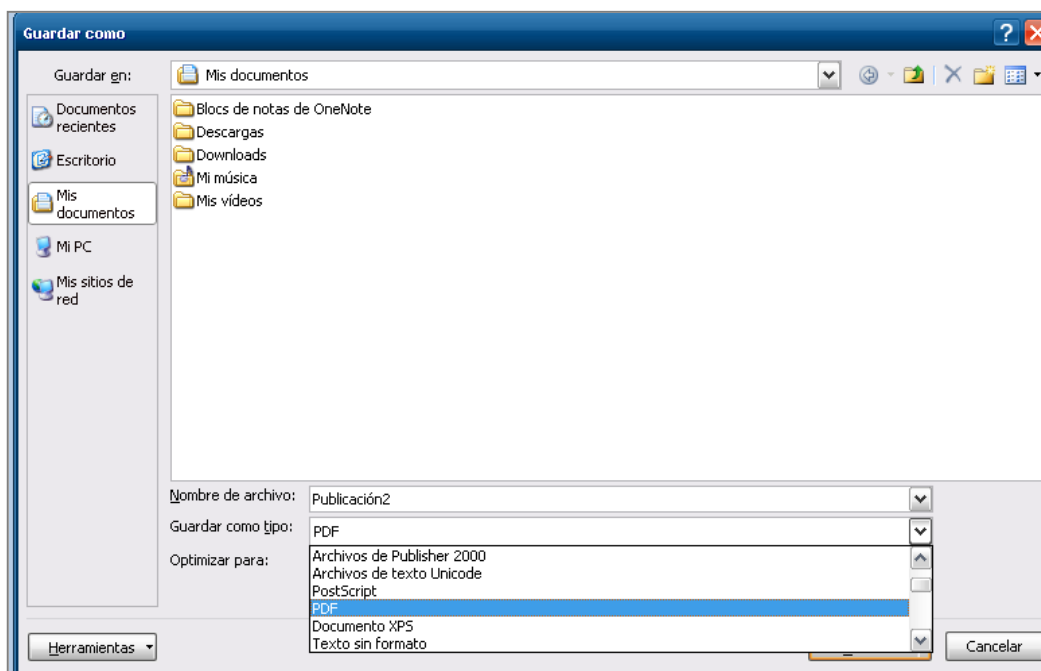 Guardar como
Guardar en:
Mis documentos
Documentos
recientes
Escritorio
Mis
documentos
Mi PC
Mis sitios de
red
Blocs de notas de OneNote
Descargas
Downloads
Mi música
Mis vídeos
Nombre de archivo:
Publicación2
Guardar como tipo:
PDF
Optimizar para:
Archivos de Publisher 2000
Archivos de texto Unicode
PostScript
PDF
Documento XPS
Texto sin formato
Herramientas
Cancelar